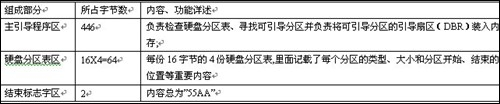 组成部分 所占字节数 内容、功能详述
主引导程序区 446 负责检查硬盘分区表、寻找可引导分区并负责将可引导分区的引导扇区（DBR）装入
内存;
硬盘分区表区 16X4=64 每份 16 字节的 4 份硬盘分区表,里面记载了每个分区的类型、大小和分区开始、结束的
位置等重要内容
结束标志字区 2 内容总为"55AA"